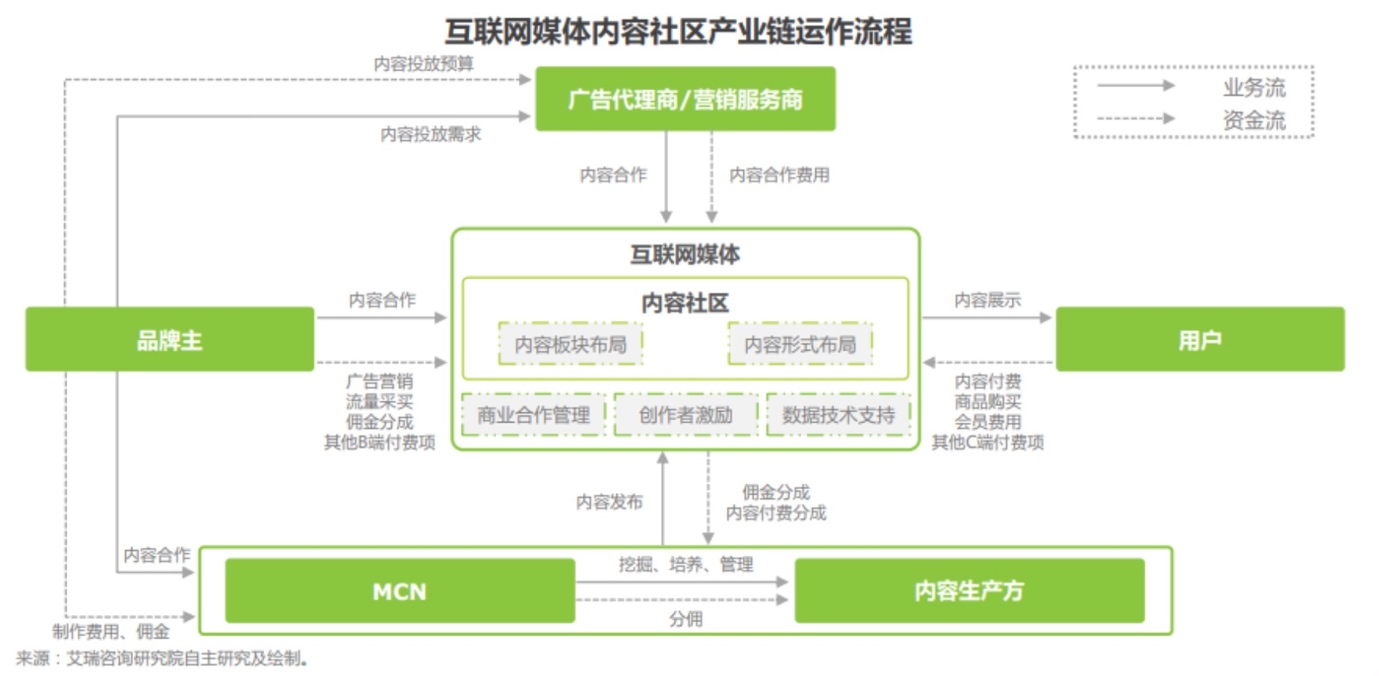 互联网媒体内容社区产业链运作流程
内容投放预算
广告代理商/营销服务商
内容投放需求
业务流
资金流
内容合作
内容合作费用
互联网媒体
内容社区
内容板块布局
内容形式布局
商业合作管理
创作者激励
数据技术支持
品牌主
内容合作
广告营销
流量采买
佣金分成
其他B端付费项
内容展示
用户
内容付费
商品购买
会员费用
其他C端付费项
内容发布
佣金分成
内容付费分成
内容合作
MCN
挖掘、培养、管理
分佣
内容生产方
制作费用、佣金
来源：艾瑞咨询研究院自主研究及绘制。